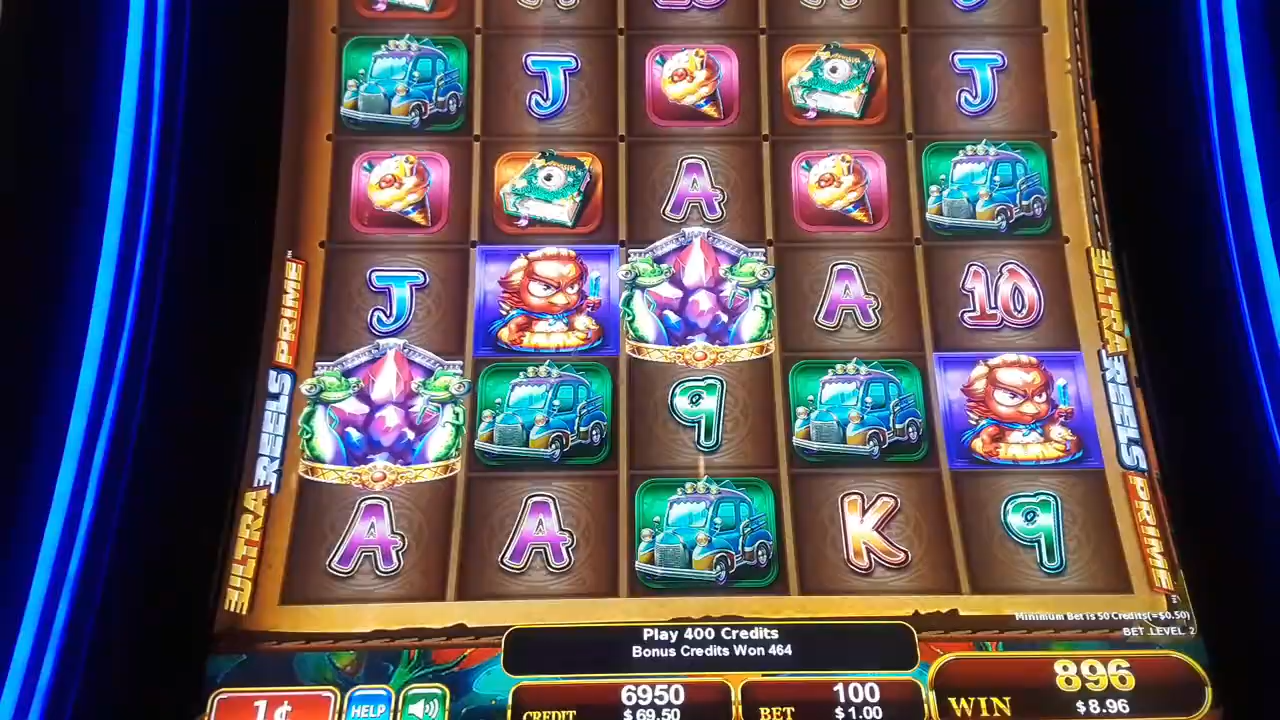 J
J
A
J
A
10
9
A
A
K
9
ULTRA REELS PRIME
ULTRA REELS PRIME
Minimum Bet is 50 Credits(=$0.50)
BET LEVEL 2
Play 400 Credits
Bonus Credits Won 464
1¢
HELP
CREDIT
6950
$69.50
BET
100
$1.00
WIN
896
$8.96